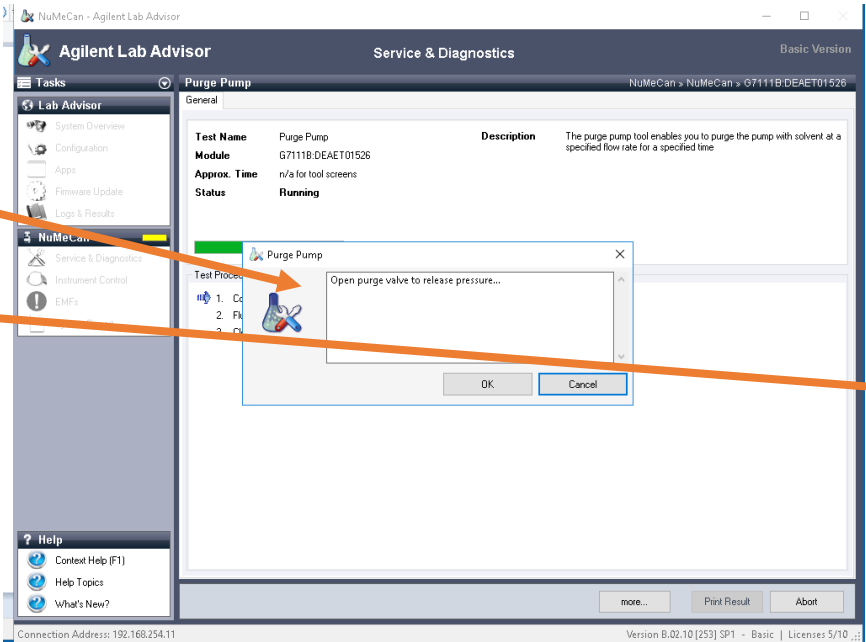 NuMeCan - Agilent Lab Advisor
Agilent Lab Advisor
Service & Diagnostics
Basic Version
Tasks
Purge Pump
NuMeCan » NuMeCan » G7111B:DEAET01526
Lab Advisor
System Overview
Configuration
Apps
Firmware Update
Logs & Results
NuMeCan
Service & Diagnostics
Instrument Control
EMFs
General
Test Name Purge Pump
Module G7111B:DEAET01526
Approx. Time n/a for tool screens
Status Running
Description The purge pump tool enables you to purge the pump with solvent at a
specified flow rate for a specified time
Test Proced
1. Co
2. Flu
3. Cl
Purge Pump
Open purge valve to release pressure...
OK Cancel
? Help
Context Help (F1)
Help Topics
What's New?
more... Print Result Abort
Connection Address: 192.168.254.11
Version B.02.10 [253] SP1 - Basic | Licenses 5/10